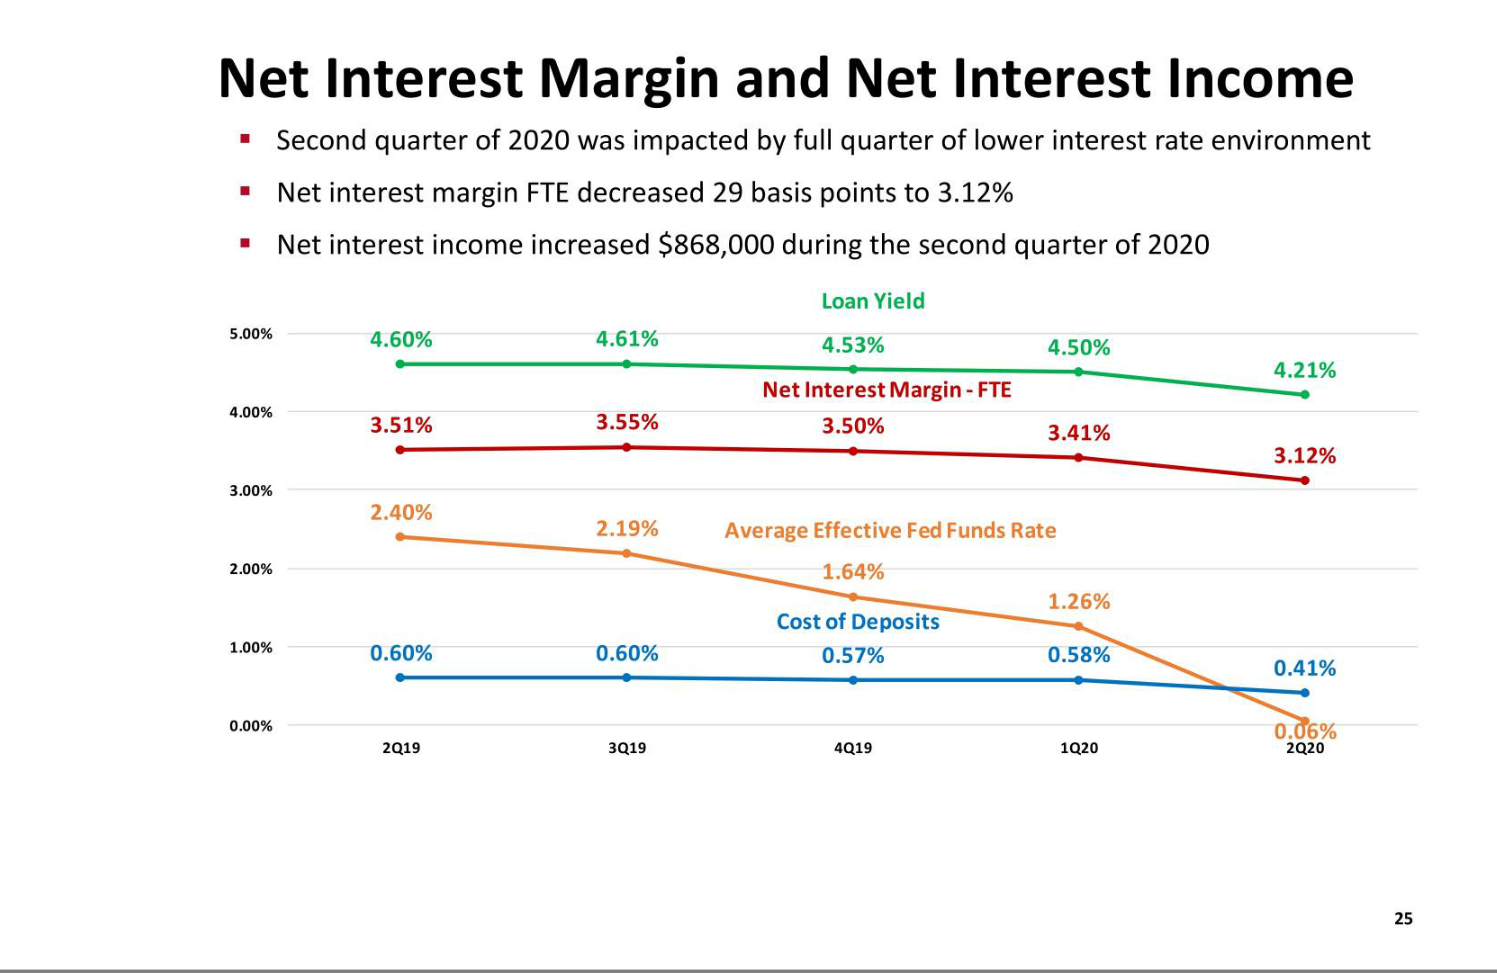 Net Interest Margin and Net Interest Income
▪ Second quarter of 2020 was impacted by full quarter of lower interest rate environment
▪ Net interest margin FTE decreased 29 basis points to 3.12%
▪ Net interest income increased $868,000 during the second quarter of 2020
Loan Yield
5.00%
4.60% 4.61% 4.53% 4.50% 4.21%
Net Interest Margin - FTE
4.00%
3.51% 3.55% 3.50% 3.41% 3.12%
3.00%
2.40% 2.19% 1.64% 1.26% 0.06%
Average Effective Fed Funds Rate
2.00%
Cost of Deposits
1.00%
0.60% 0.60% 0.57% 0.58% 0.41%
0.00%
2Q19 3Q19 4Q19 1Q20 2Q20
25